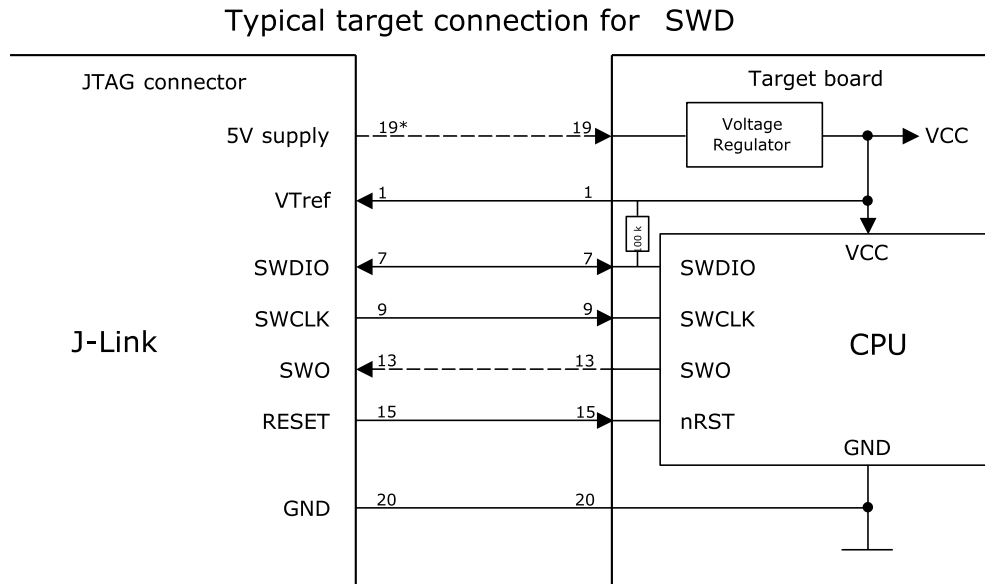 Typical target connection for SWD
JTAG connector
Target board
5V supply
19*
19
Voltage
Regulator
VCC
VTref
1
1
100 k
VCC
SWDIO
7
7
SWDIO
SWCLK
9
9
SWCLK
J-Link
CPU
SWO
13
13
SWO
RESET
15
15
nRST
GND
GND
20
20